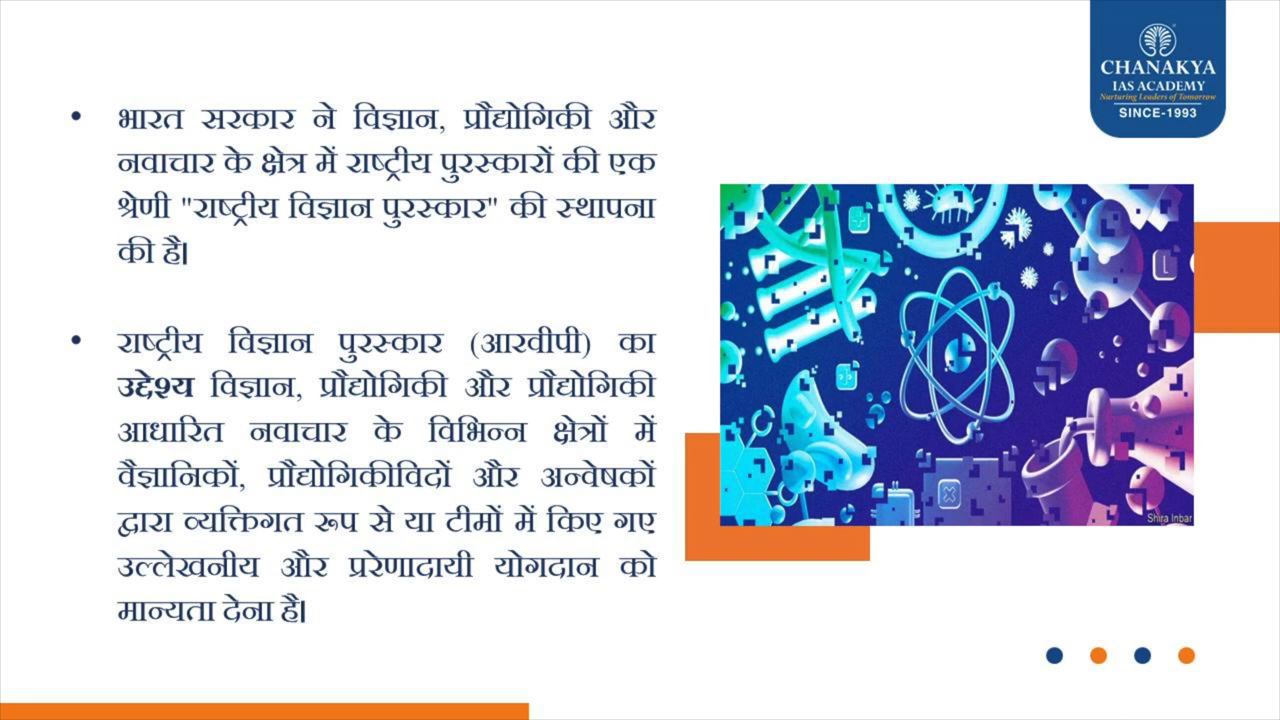 • भारत सरकार ने विज्ञान, प्रौद्योगिकी और
नवाचार के क्षेत्र में राष्ट्रीय पुरस्कारों की एक
श्रेणी "राष्ट्रीय विज्ञान पुरस्कार" की स्थापना
की है।
• राष्ट्रीय विज्ञान पुरस्कार (आरवीपी) का
उद्देश्य विज्ञान, प्रौद्योगिकी और प्रौद्योगिकी
आधारित नवाचार के विभिन्न क्षेत्रों में
वैज्ञानिकों, प्रौद्योगिकीविदों और अन्वेषकों
द्वारा व्यक्तिगत रूप से या टीमों में किए गए
उल्लेखनीय और प्ररेणादायी योगदान को
मान्यता देना है।
CHANAKYA
IAS ACADEMY
Nurturing Leaders of Tomorrow
SINCE-1993
L
Shira Inbar